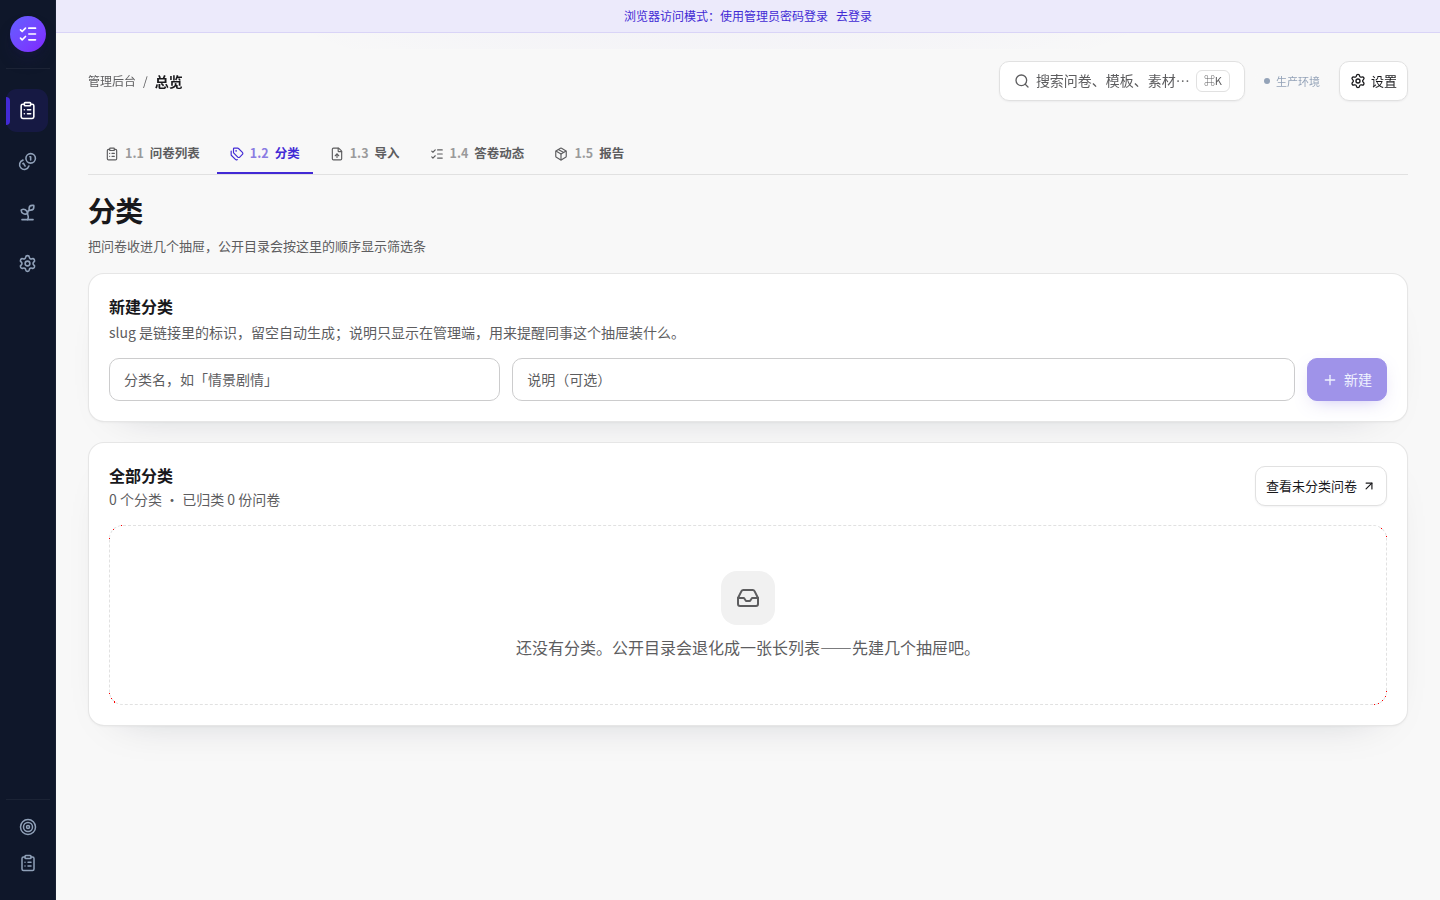 浏览器访问模式：使用管理员密码登录 去登录
管理后台 / 总览
搜索问卷、模板、素材… ⌘K
生产环境
设置
1.1 问卷列表
1.2 分类
1.3 导入
1.4 答卷动态
1.5 报告
分类
把问卷收进几个抽屉，公开目录会按这里的顺序显示筛选条
新建分类
slug 是链接里的标识，留空自动生成；说明只显示在管理端，用来提醒同事这个抽屉装什么。
分类名，如「情景剧情」
说明（可选）
新建
全部分类
0 个分类 · 已归类 0 份问卷
查看未分类问卷
还没有分类。公开目录会退化成一张长列表——先建几个抽屉吧。